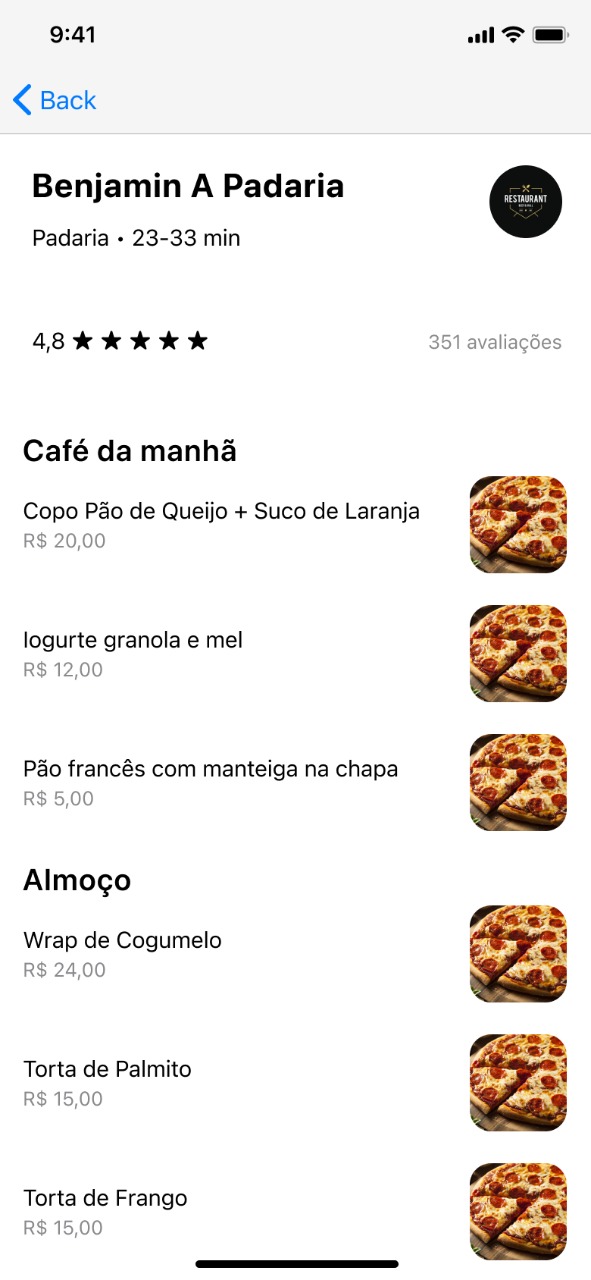 9:41
Back
Benjamin A Padaria
RESTAURANT
Padaria • 23-33 min
4,8 ★ ★ ★ ★ ★
351 avaliações
Café da manhã
Copo Pão de Queijo + Suco de Laranja
R$ 20,00
Iogurte granola e mel
R$ 12,00
Pão francês com manteiga na chapa
R$ 5,00
Almoço
Wrap de Cogumelo
R$ 24,00
Torta de Palmito
R$ 15,00
Torta de Frango
R$ 15,00